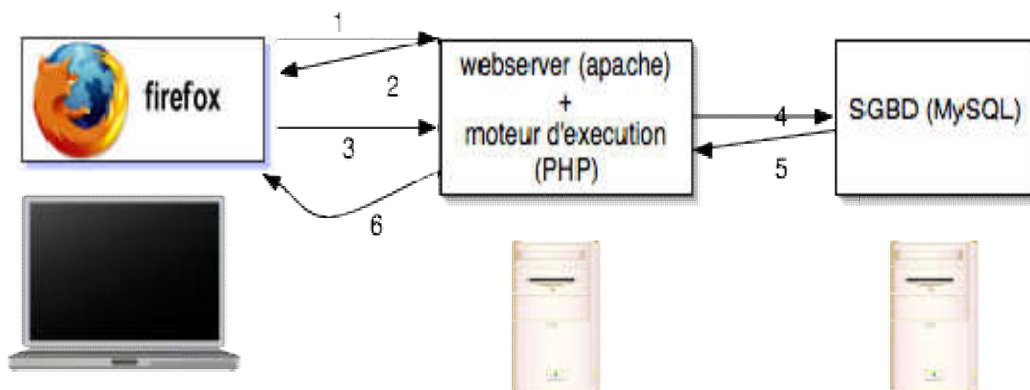 1
firefox
2
3
webserver (apache)
+
moteur d'execution
(PHP)
4
5
6
SGBD (MySQL)